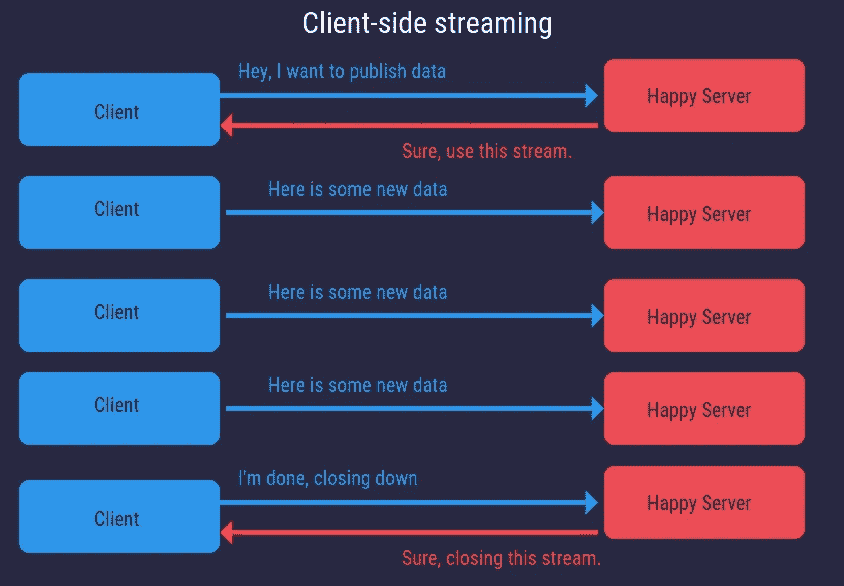 Client-side streaming
Hey, I want to publish data
Client
Happy Server
Sure, use this stream.
Here is some new data
Client
Happy Server
Here is some new data
Client
Happy Server
Here is some new data
Client
Happy Server
I'm done, closing down
Client
Happy Server
Sure, closing this stream.